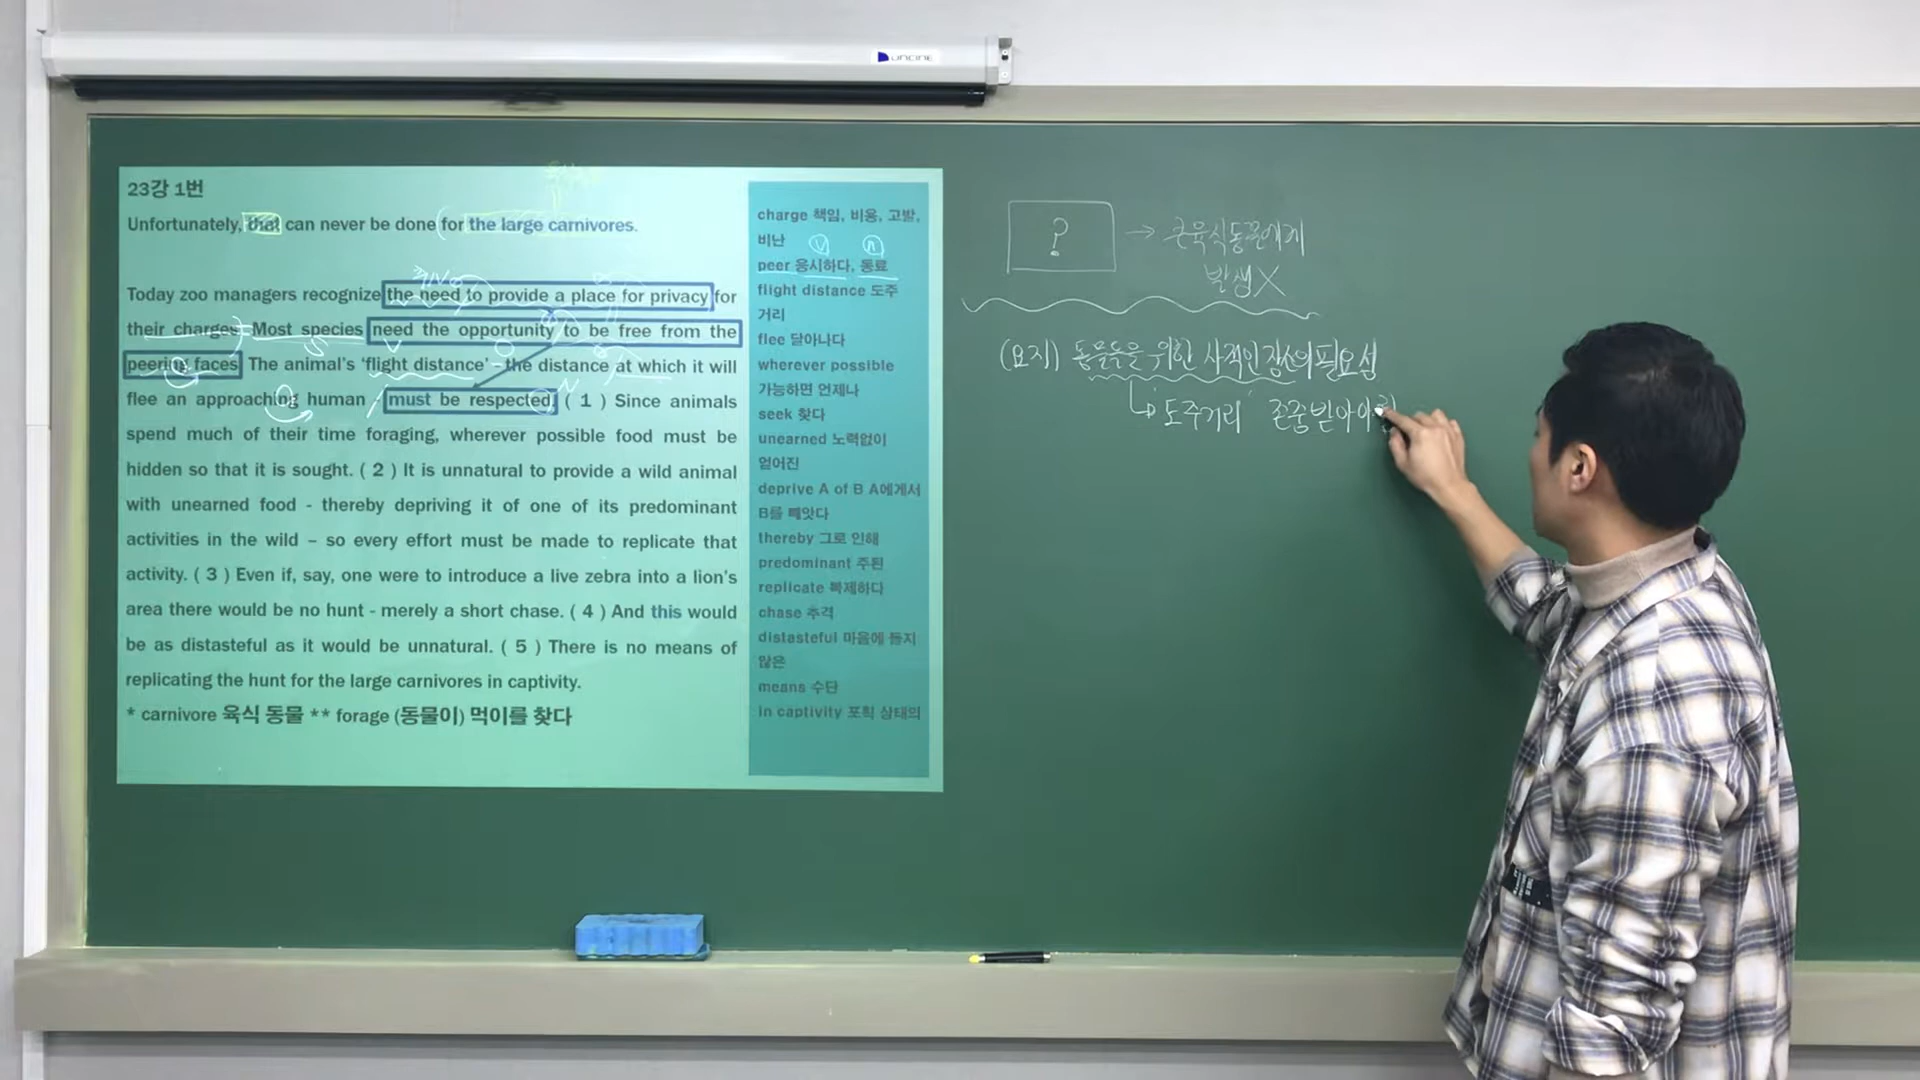 UNCINE
23강 1번
Unfortunately, that can never be done for the large carnivores.
Today zoo managers recognize the need to provide a place for privacy for
their charges. Most species need the opportunity to be free from the
peering faces. The animal's 'flight distance' – the distance at which it will
flee an approaching human / must be respected. ( 1 ) Since animals
spend much of their time foraging, wherever possible food must be
hidden so that it is sought. ( 2 ) It is unnatural to provide a wild animal
with unearned food - thereby depriving it of one of its predominant
activities in the wild – so every effort must be made to replicate that
activity. ( 3 ) Even if, say, one were to introduce a live zebra into a lion's
area there would be no hunt - merely a short chase. ( 4 ) And this would
be as distasteful as it would be unnatural. ( 5 ) There is no means of
replicating the hunt for the large carnivores in captivity.
* carnivore 육식 동물 ** forage (동물이) 먹이를 찾다
charge 책임, 비용, 고발,
비난
v n
peer 응시하다, 동료
flight distance 도주
거리
flee 달아나다
wherever possible
가능하면 언제나
seek 찾다
unearned 노력없이
얻어진
deprive A of B A에게서
B를 빼앗다
thereby 그로 인해
predominant 주된
replicate 복제하다
chase 추격
distasteful 마음에 들지
않은
means 수단
in captivity 포획 상태의
? → 큰육식동물에게
발생X
(요지) 동물들을 위한 사적인 장소의 필요성
도주거리 존중받아야